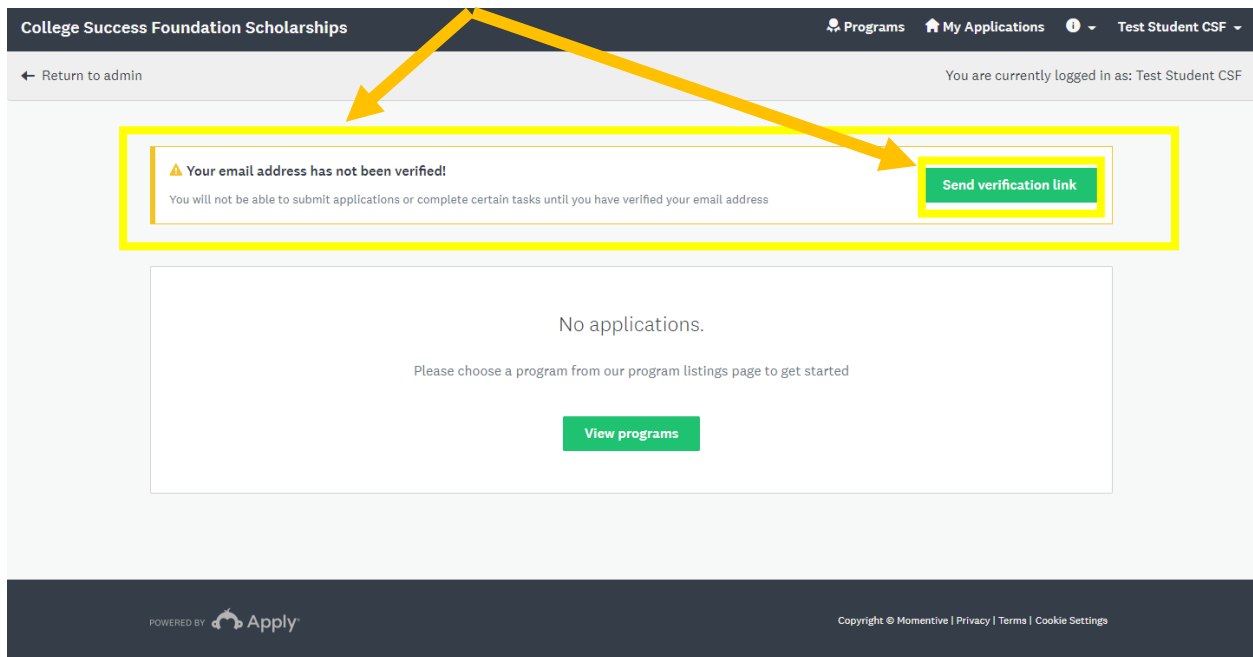 College Success Foundation Scholarships
Programs My Applications Test Student CSF
Return to admin
You are currently logged in as: Test Student CSF
Your email address has not been verified!
You will not be able to submit applications or complete certain tasks until you have verified your email address
Send verification link
No applications.
Please choose a program from our program listings page to get started
View programs
POWERED BY Apply
Copyright © Momentive | Privacy | Terms | Cookie Settings